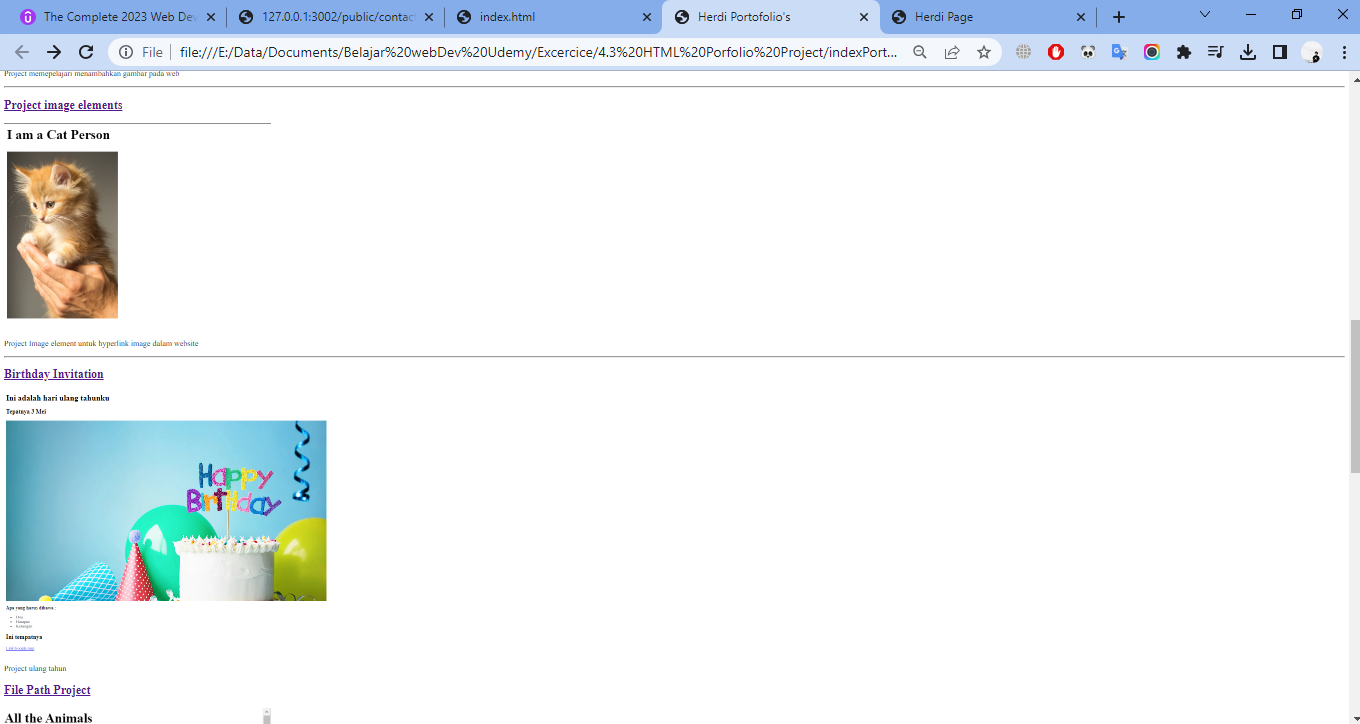 The Complete 2023 Web Dev
127.0.0.1:3002/public/contac
index.html
Herdi Portofolio's
Herdi Page
File
file:///E:/Data/Documents/Belajar%20webDev%20Udemy/Excercice/4.3%20HTML%20Porfolio%20Project/indexPort...
Project memepelajari menambahkan gambar pada web
Project image elements
I am a Cat Person
Project Image element untuk hyperlink image dalam website
Birthday Invitation
Ini adalah hari ulang tahunku
Tepatnya 3 Mei
Happy
Birthday
Apa yang harus dibawa :
Doa
Harapan
Kebahagian
Ini tempatnya
Project ulang tahun
File Path Project
All the Animals